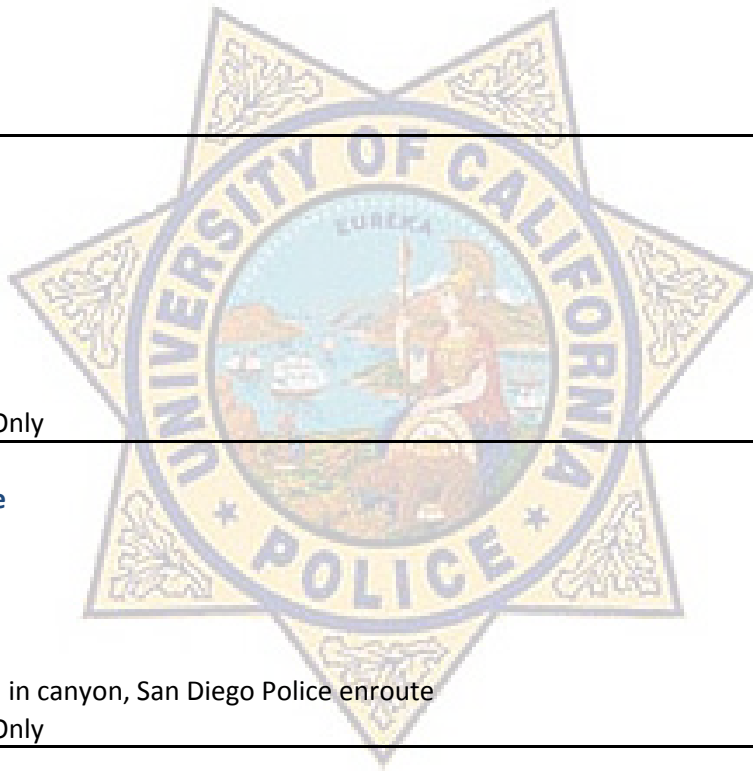 UNIVERSITY OF CALIFORNIA
EUREKA
Only
e
in canyon, San Diego Police enroute
Only
POLICE